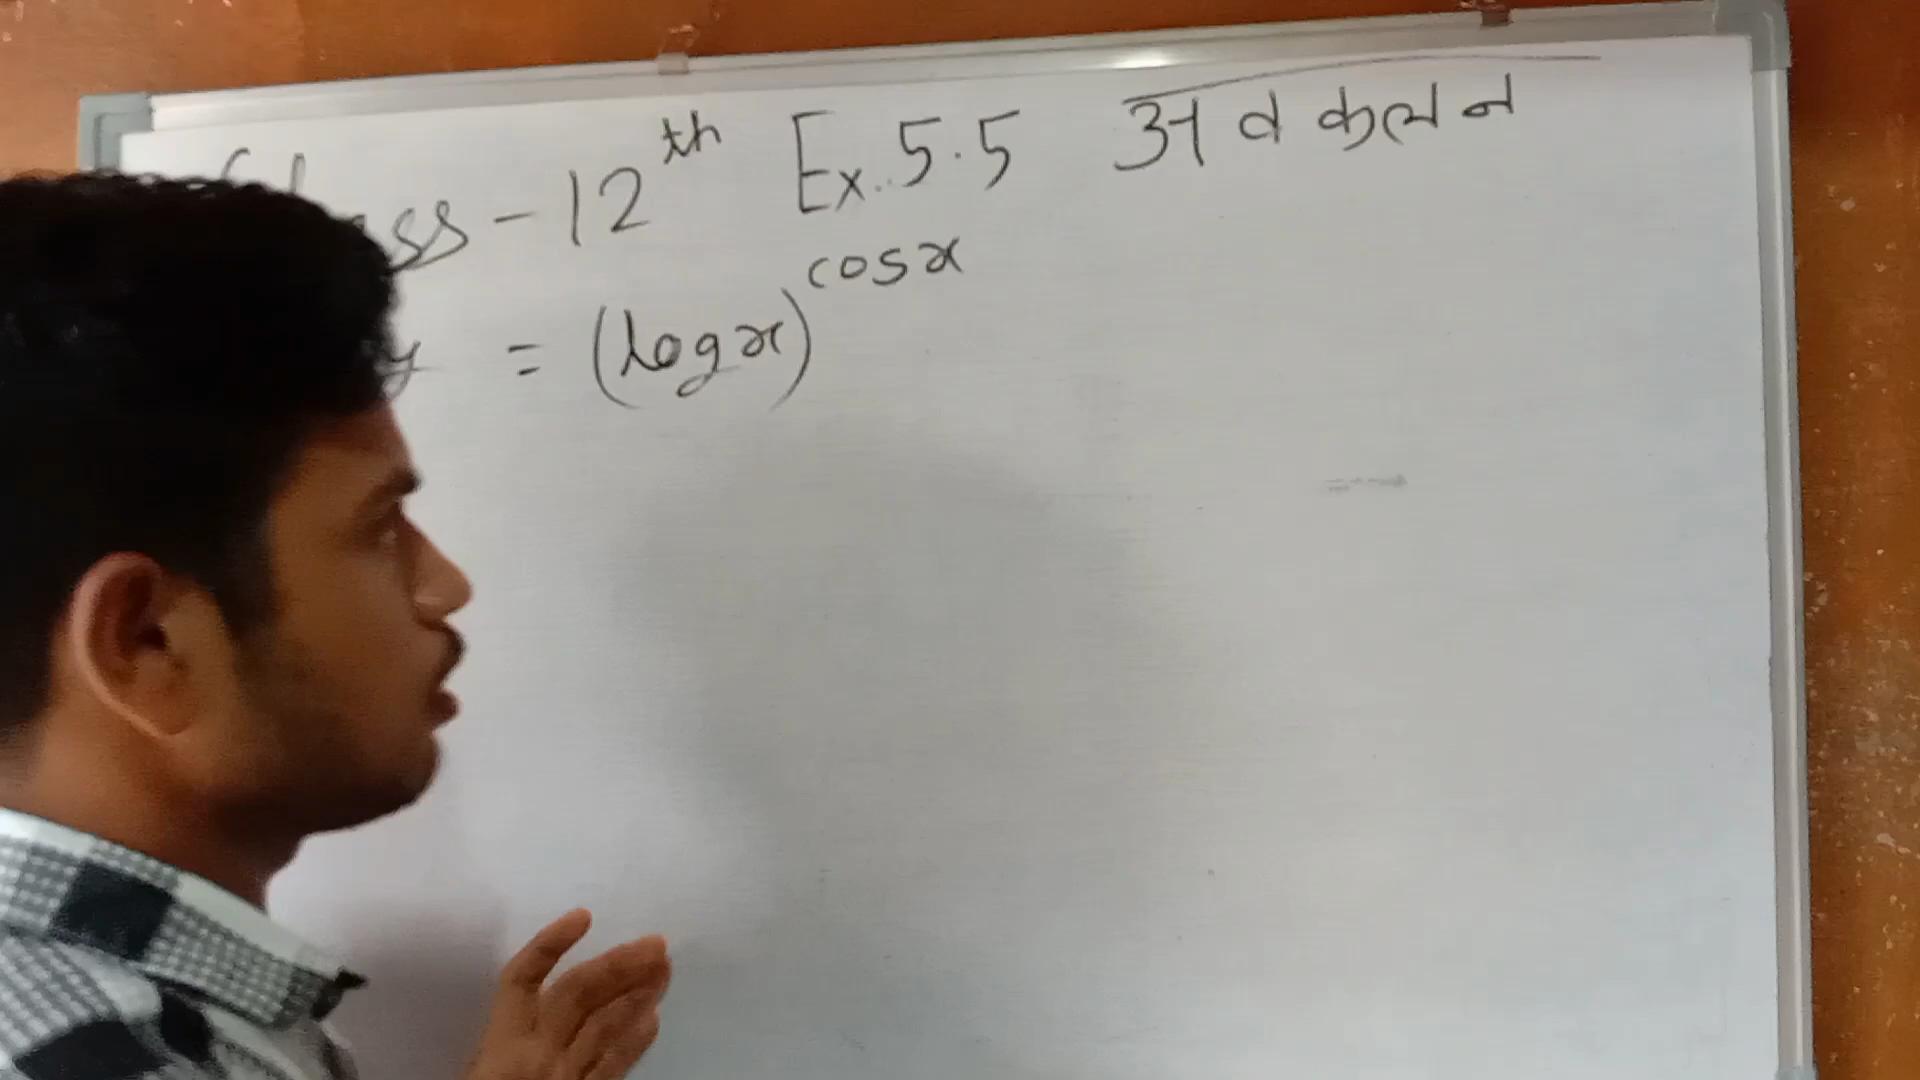 Class - 12th Ex. 5.5 अवकलन
y = (log x)^cos x